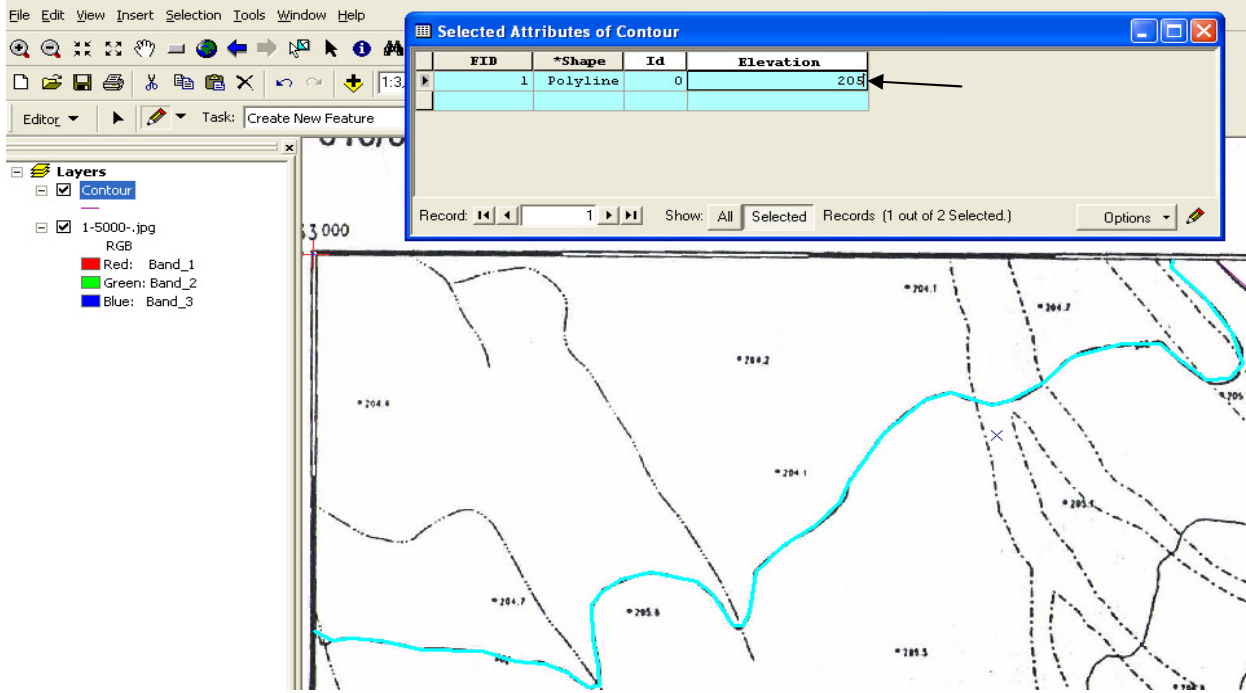 File Edit View Insert Selection Tools Window Help
Selected Attributes of Contour
FID *Shape Id Elevation
1 Polyline 0 205
1:3,
Editor Task: Create New Feature
Record: 1 Show: All Selected Records (1 out of 2 Selected.) Options
Layers
Contour
1-5000-.jpg
RGB
Red: Band_1
Green: Band_2
Blue: Band_3
3 000
204.1
204.7
204.2
204.4
205
204.1
205.1
204.7
205.5